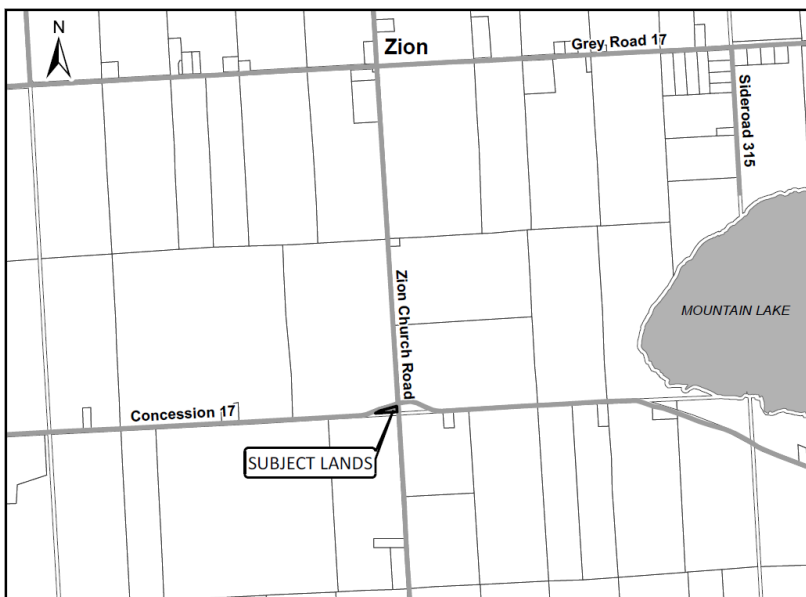 N
Zion
Grey Road 17
Sideroad 315
Zion Church Road
MOUNTAIN LAKE
Concession 17
SUBJECT LANDS